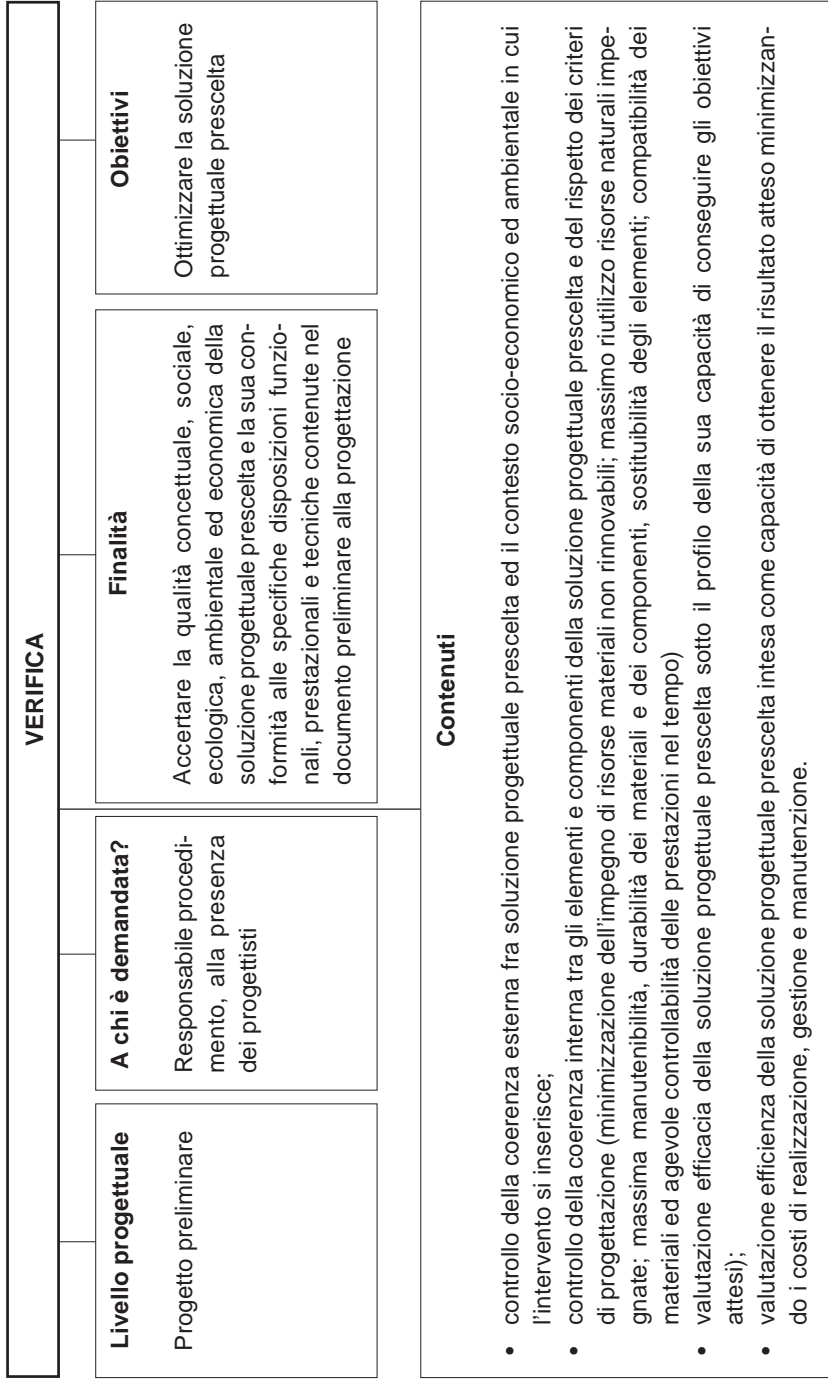 VERIFICA
Livello progettuale
Progetto preliminare
A chi è demandata?
Responsabile procedi-
mento, alla presenza
dei progettisti
Finalità
Accertare la qualità concettuale, sociale,
ecologica, ambientale ed economica della
soluzione progettuale prescelta e la sua con-
formità alle specifiche disposizioni funzio-
nali, prestazionali e tecniche contenute nel
documento preliminare alla progettazione
Obiettivi
Ottimizzare la soluzione
progettuale prescelta
Contenuti
• controllo della coerenza esterna fra soluzione progettuale prescelta ed il contesto socio-economico ed ambientale in cui
l'intervento si inserisce;
• controllo della coerenza interna tra gli elementi e componenti della soluzione progettuale prescelta e del rispetto dei criteri
di progettazione (minimizzazione dell'impegno di risorse materiali non rinnovabili; massimo riutilizzo risorse naturali impe-
gnate; massima manutenibilità, durabilità dei materiali e dei componenti, sostituibilità degli elementi; compatibilità dei
materiali ed agevole controllabilità delle prestazioni nel tempo)
• valutazione efficacia della soluzione progettuale prescelta sotto il profilo della sua capacità di conseguire gli obiettivi
attesi);
• valutazione efficienza della soluzione progettuale prescelta intesa come capacità di ottenere il risultato atteso minimizzan-
do i costi di realizzazione, gestione e manutenzione.